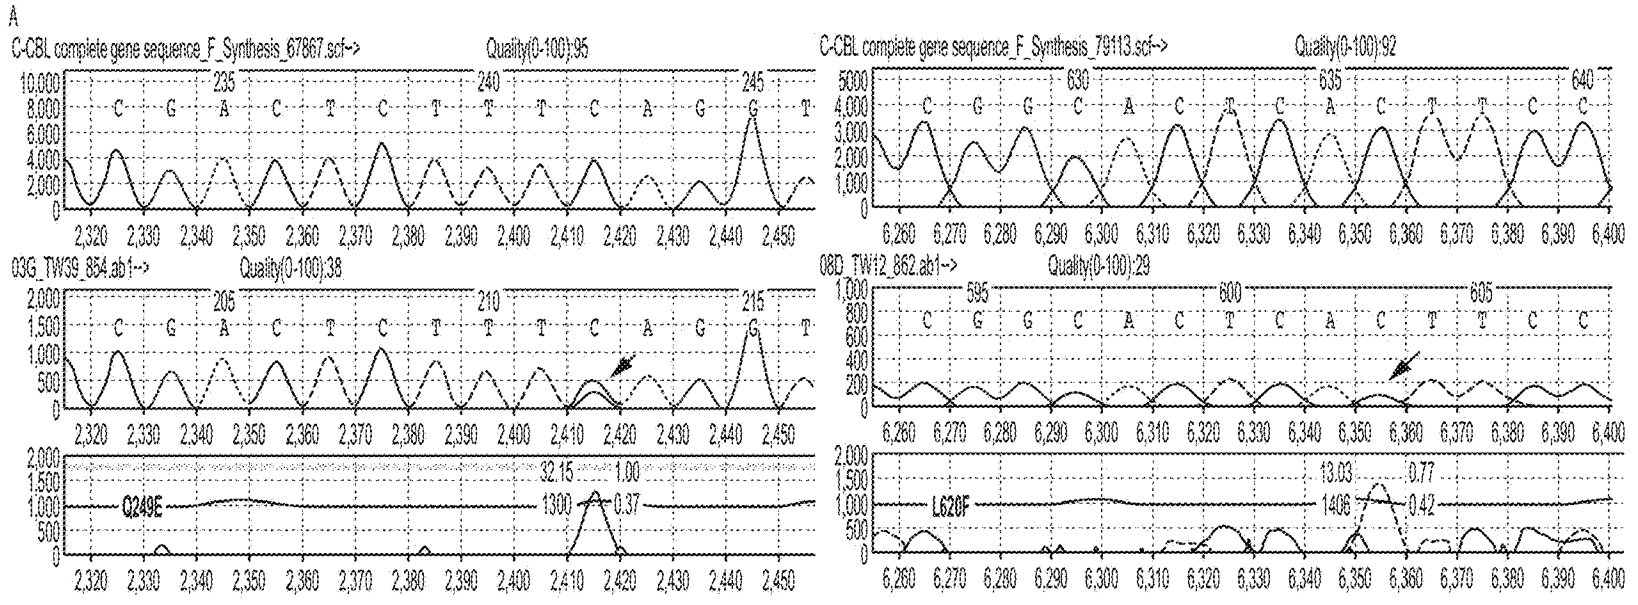 A
C-CBL complete gene sequence_F_Synthesis_67867.scf-->
Quality(0-100):95
235 240 245
10,000
C G A C T C T T T C A G G T
8,000
6,000
4,000
2,000
0
2,320 2,330 2,340 2,350 2,360 2,370 2,380 2,390 2,400 2,410 2,420 2,430 2,440 2,450
03G_TW39_854.ab1-->
Quality(0-100):38
2,000
205 210 215
1,500
C G A C T C T T T C A G G T
1,000
500
0
2,320 2,330 2,340 2,350 2,360 2,370 2,380 2,390 2,400 2,410 2,420 2,430 2,440 2,450
2,000
32.15 1.00
1,500
1,000
Q249E
1300 0.37
500
0
2,320 2,330 2,340 2,350 2,360 2,370 2,380 2,390 2,400 2,410 2,420 2,430 2,440 2,450
C-CBL complete gene sequence_F_Synthesis_79113.scf-->
Quality(0-100):92
630 635 640
5000
C G G C A C T C A C T T C C
4,000
3,000
2,000
1,000
0
6,260 6,270 6,280 6,290 6,300 6,310 6,320 6,330 6,340 6,350 6,360 6,370 6,380 6,390 6,400
08D_TW12_862.ab1-->
Quality(0-100):29
1,000
595 600 605
800
C G G C A C T C A C T T C C
600
400
200
0
6,260 6,270 6,280 6,290 6,300 6,310 6,320 6,330 6,340 6,350 6,360 6,370 6,380 6,390 6,400
2,000
13.03 0.77
1,500
1,000
L620F
1406 0.42
500
0
6,260 6,270 6,280 6,290 6,300 6,310 6,320 6,330 6,340 6,350 6,360 6,370 6,380 6,390 6,400